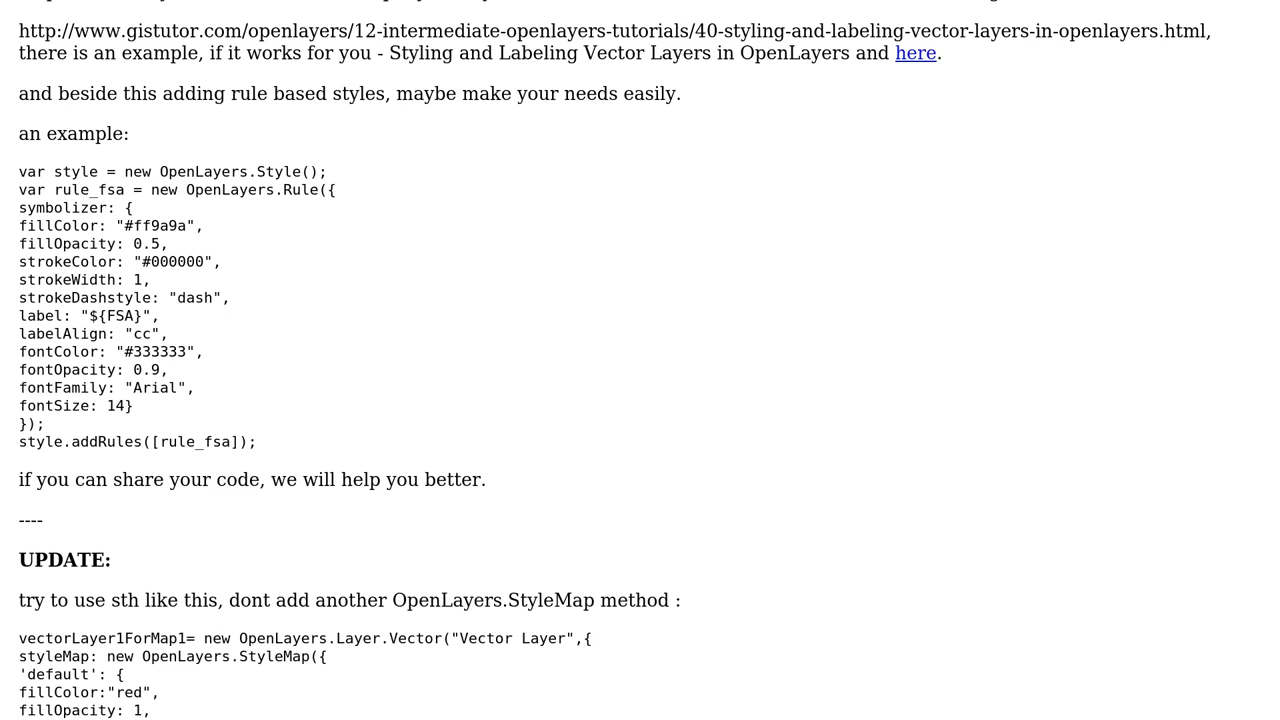 http://www.gistutor.com/openlayers/12-intermediate-openlayers-tutorials/40-styling-and-labeling-vector-layers-in-openlayers.html,
there is an example, if it works for you - Styling and Labeling Vector Layers in OpenLayers and here.
and beside this adding rule based styles, maybe make your needs easily.
an example:
var style = new OpenLayers.Style();
var rule_fsa = new OpenLayers.Rule({
symbolizer: {
fillColor: "#ff9a9a",
fillOpacity: 0.5,
strokeColor: "#000000",
strokeWidth: 1,
strokeDashstyle: "dash",
label: "${FSA}",
labelAlign: "cc",
fontColor: "#333333",
fontOpacity: 0.9,
fontFamily: "Arial",
fontSize: 14}
});
style.addRules([rule_fsa]);
if you can share your code, we will help you better.
----
UPDATE:
try to use sth like this, dont add another OpenLayers.StyleMap method :
vectorLayer1ForMap1= new OpenLayers.Layer.Vector("Vector Layer",{
styleMap: new OpenLayers.StyleMap({
'default': {
fillColor:"red",
fillOpacity: 1,